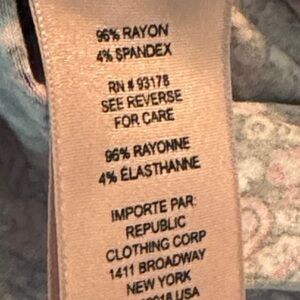 96% RAYON
4% SPANDEX
RN # 93178
SEE REVERSE
FOR CARE
96% RAYONNE
4% ÉLASTHANNE
IMPORTE PAR:
REPUBLIC
CLOTHING CORP
1411 BROADWAY
NEW YORK
USA